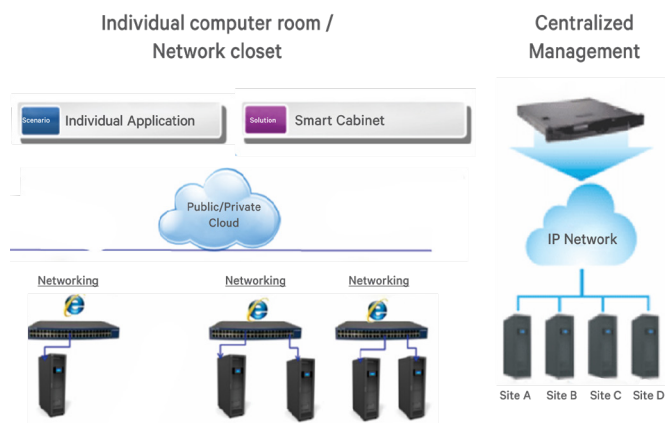 Individual computer room /
Network closet
Centralized
Management
Scenario
Individual Application
Solution
Smart Cabinet
Public/Private
Cloud
IP Network
Networking
Networking
Networking
Site A
Site B
Site C
Site D